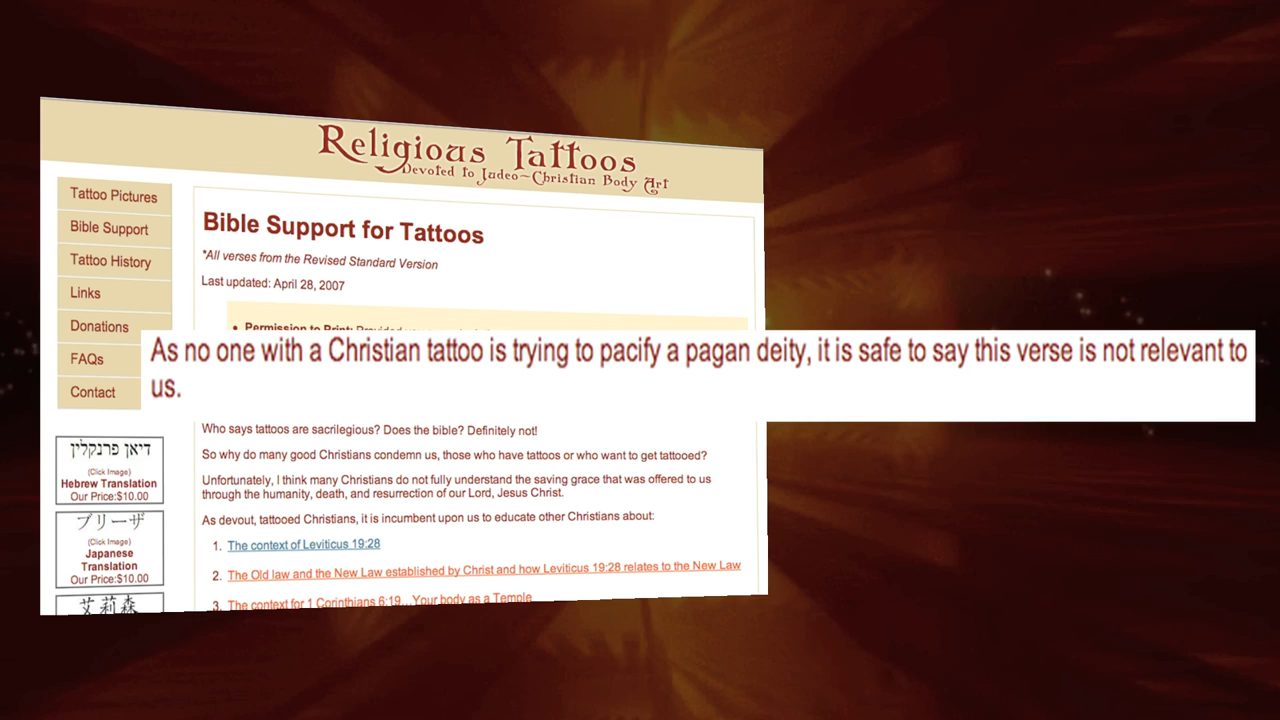 Religious Tattoos
Devoted to Judeo~Christian Body Art
Tattoo Pictures
Bible Support
Tattoo History
Links
Donations
FAQs
Contact
Bible Support for Tattoos
*All verses from the Revised Standard Version
Last updated: April 28, 2007
• Permission to Print:
As no one with a Christian tattoo is trying to pacify a pagan deity, it is safe to say this verse is not relevant to
us.
Who says tattoos are sacrilegious? Does the bible? Definitely not!
So why do many good Christians condemn us, those who have tattoos or who want to get tattooed?
Unfortunately, I think many Christians do not fully understand the saving grace that was offered to us
through the humanity, death, and resurrection of our Lord, Jesus Christ.
As devout, tattooed Christians, it is incumbent upon us to educate other Christians about:
1. The context of Leviticus 19:28
2. The Old law and the New Law established by Christ and how Leviticus 19:28 relates to the New Law
3. The context for 1 Corinthians 6:19...Your body as a Temple
דיאן פרנקלין
(Click Image)
Hebrew Translation
Our Price:$10.00
ブリーザ
(Click Image)
Japanese
Translation
Our Price:$10.00
艾莉森